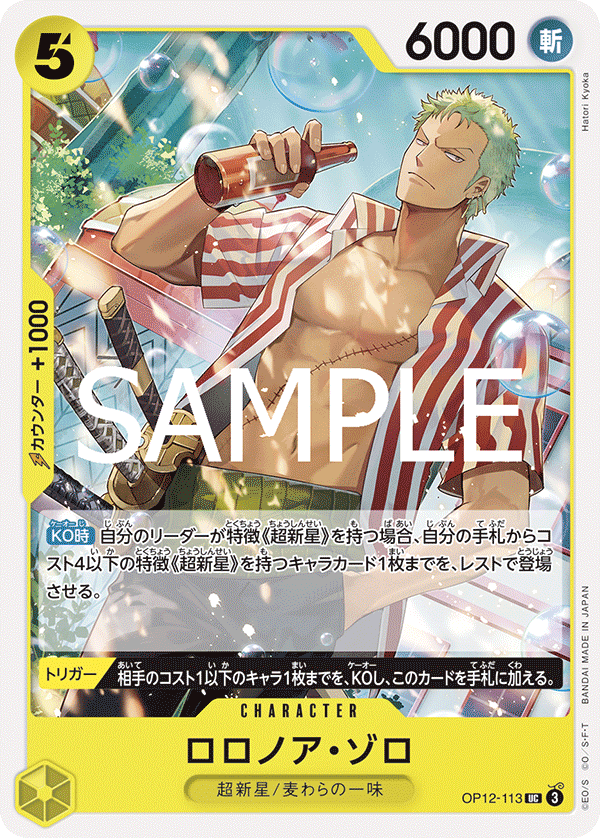 5
6000
斬
Hatori Kyoka
カウンター +1000
SAMPLE
KO時 自分のリーダーが特徴《超新星》を持つ場合、自分の手札からコ
スト4以下の特徴《超新星》を持つキャラカード1枚までを、レストで登場
させる。
トリガー 相手のコスト1以下のキャラ1枚までを、KOし、このカードを手札に加える。
CHARACTER
ロロノア・ゾロ
超新星/麦わらの一味
OP12-113 UC 3
©E.O/S ©O/S・F・T BANDAI MADE IN JAPAN